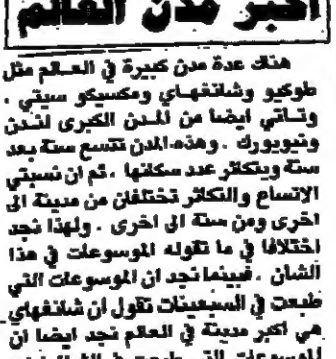 اكبر مدن العالم
هناك عدة مدن كبيرة في العالم مثل
طوكيو وشانغهاي ومكسيكو سيتي .
وتأتي ايضا من المدن الكبرى لندن
ونيويورك . وهذه المدن تتسع سنة بعد
سنة ويتكاثر عدد سكانها . ثم ان نسبتي
الاتساع والتكاثر تختلفان من مدينة الى
اخرى ومن سنة الى اخرى . ولهذا نجد
اختلافا في ما تقوله الموسوعات في هذا
الشأن . فبينما نجد ان الموسوعات التي
طبعت في السبعينات تقول ان شانغهاي
هي اكبر مدينة في العالم نجد ايضا ان